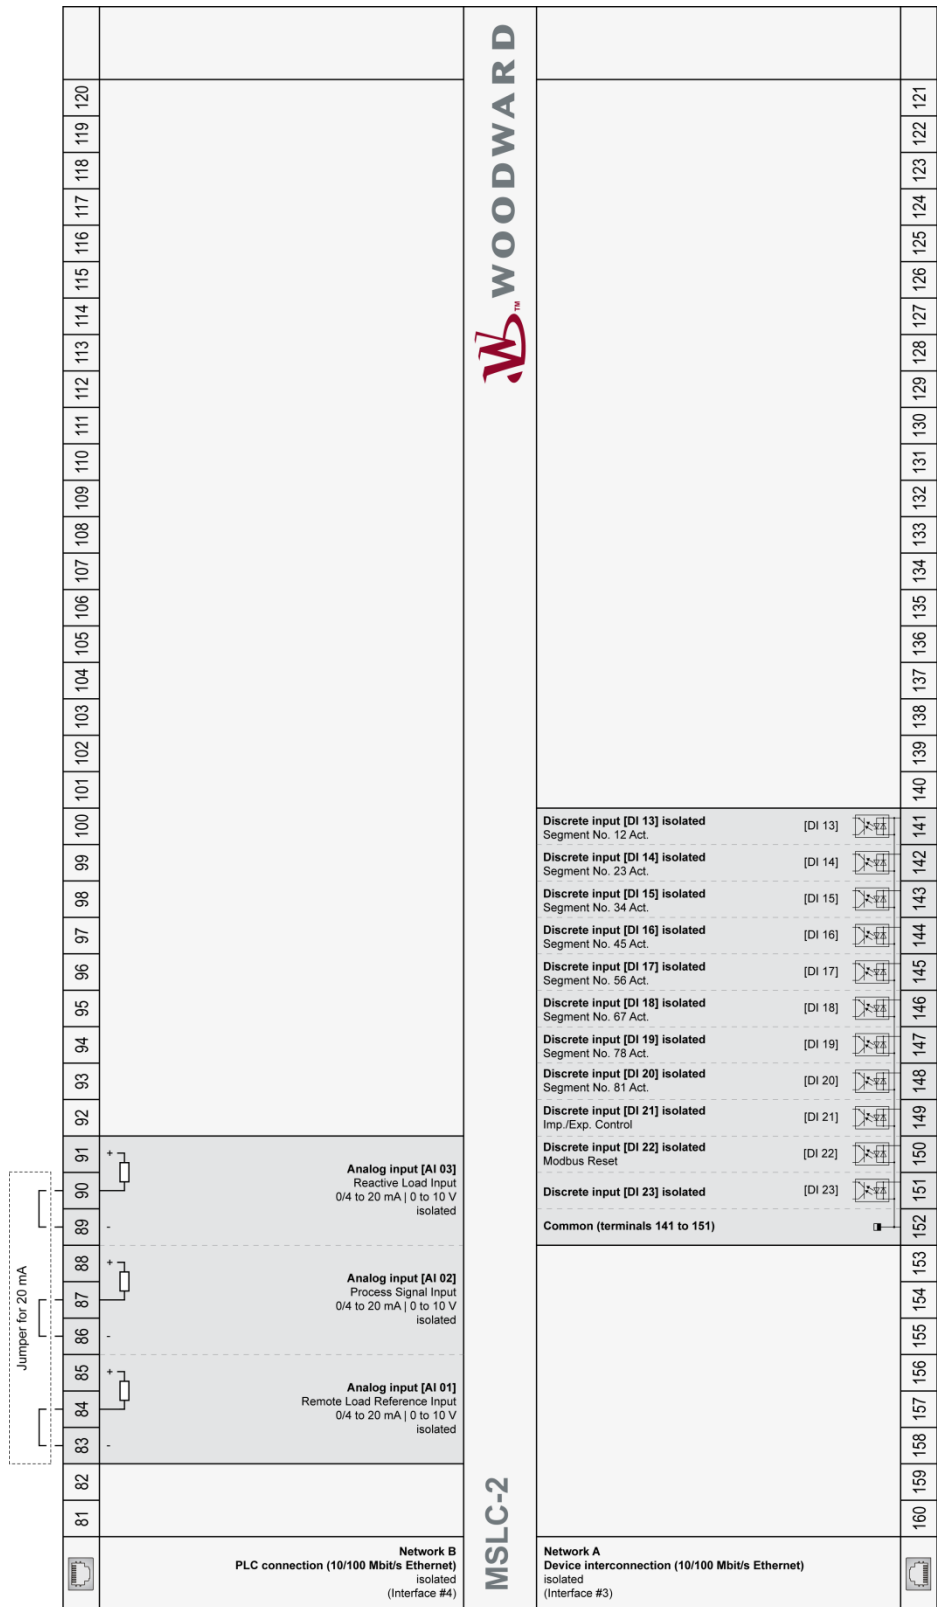 WOODWARD
TM
MSLC-2
120
119
118
117
116
115
114
113
112
111
110
109
108
107
106
105
104
103
102
101
100
99
98
97
96
95
94
93
92
91
90
89
88
87
86
85
84
83
82
81
Jumper for 20 mA
+
Analog input [AI 03]
Reactive Load Input
0/4 to 20 mA | 0 to 10 V
isolated
-
+
Analog input [AI 02]
Process Signal Input
0/4 to 20 mA | 0 to 10 V
isolated
-
+
Analog input [AI 01]
Remote Load Reference Input
0/4 to 20 mA | 0 to 10 V
isolated
-
Network B
PLC connection (10/100 Mbit/s Ethernet)
isolated
(Interface #4)
121
122
123
124
125
126
127
128
129
130
131
132
133
134
135
136
137
138
139
140
Discrete input [DI 13] isolated
Segment No. 12 Act.
[DI 13]
141
Discrete input [DI 14] isolated
Segment No. 23 Act.
[DI 14]
142
Discrete input [DI 15] isolated
Segment No. 34 Act.
[DI 15]
143
Discrete input [DI 16] isolated
Segment No. 45 Act.
[DI 16]
144
Discrete input [DI 17] isolated
Segment No. 56 Act.
[DI 17]
145
Discrete input [DI 18] isolated
Segment No. 67 Act.
[DI 18]
146
Discrete input [DI 19] isolated
Segment No. 78 Act.
[DI 19]
147
Discrete input [DI 20] isolated
Segment No. 81 Act.
[DI 20]
148
Discrete input [DI 21] isolated
Imp./Exp. Control
[DI 21]
149
Discrete input [DI 22] isolated
Modbus Reset
[DI 22]
150
Discrete input [DI 23] isolated
[DI 23]
151
Common (terminals 141 to 151)
152
153
154
155
156
157
158
159
160
Network A
Device interconnection (10/100 Mbit/s Ethernet)
isolated
(Interface #3)